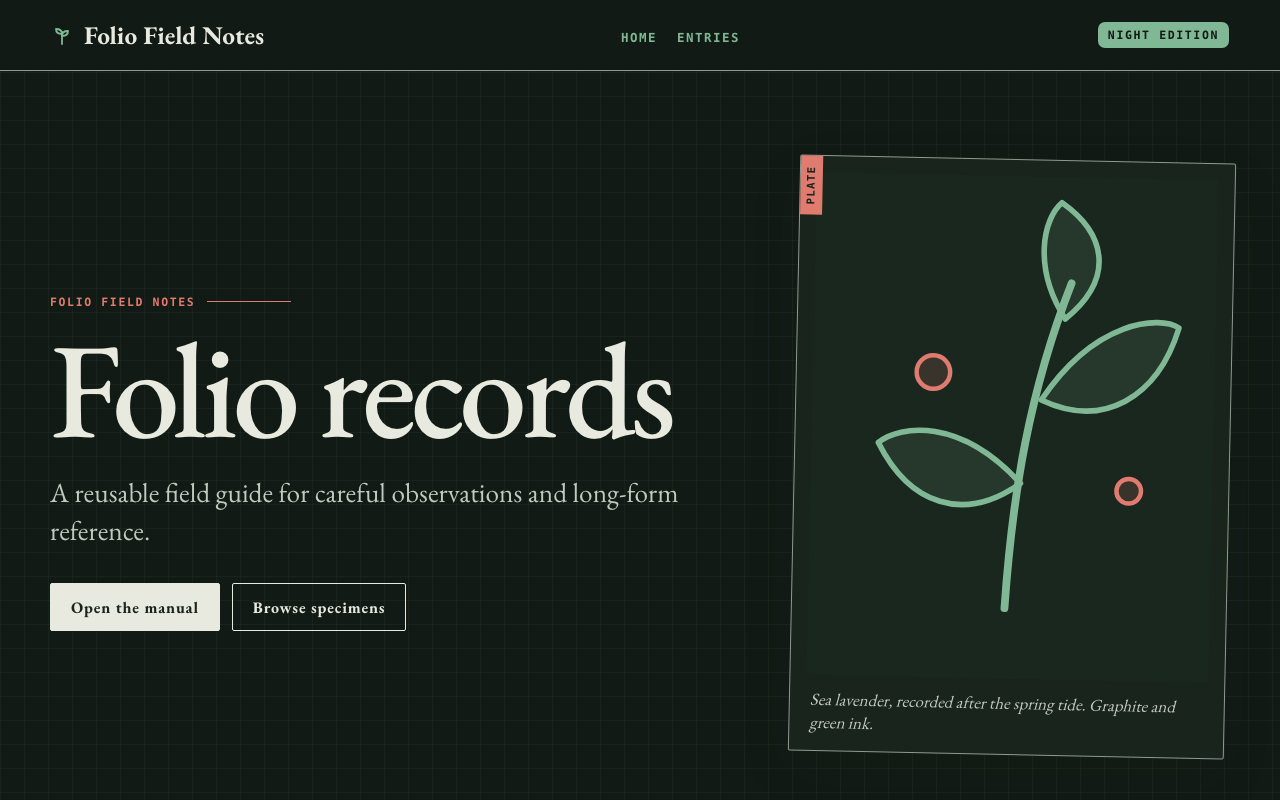 Folio Field Notes
HOME ENTRIES
NIGHT EDITION
FOLIO FIELD NOTES
Folio records
A reusable field guide for careful observations and long-form
reference.
Open the manual
Browse specimens
PLATE
Sea lavender, recorded after the spring tide. Graphite and
green ink.